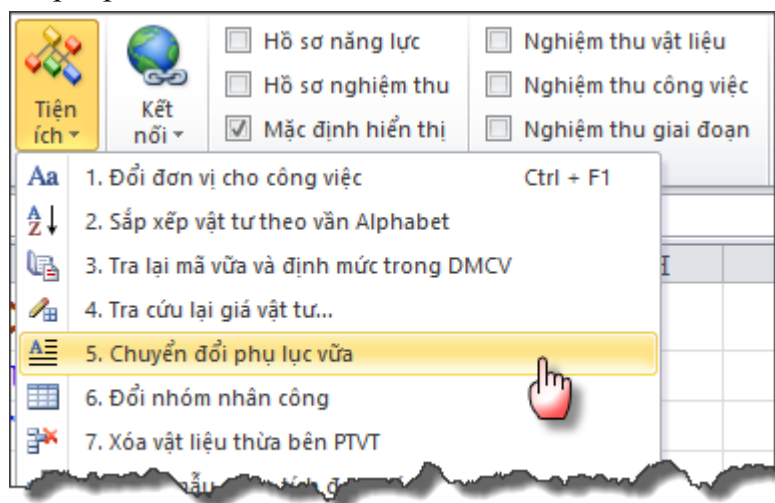 Tiện ích
Kết nối
Hồ sơ năng lực
Hồ sơ nghiệm thu
Mặc định hiển thị
Nghiệm thu vật liệu
Nghiệm thu công việc
Nghiệm thu giai đoạn
Aa 1. Đổi đơn vị cho công việc Ctrl + F1
AZ 2. Sắp xếp vật tư theo vần Alphabet
3. Tra lại mã vữa và định mức trong DMCV
4. Tra cứu lại giá vật tư...
A 5. Chuyển đổi phụ lục vữa
6. Đổi nhóm nhân công
7. Xóa vật liệu thừa bên PTVT